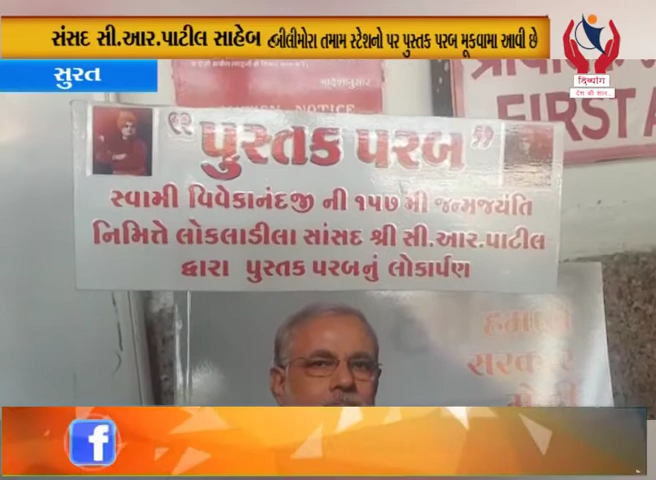 સંસદ સી.આર.પાટીલ સાહેબ
બીલીમોરા તમામ સ્ટેશનો પર પુસ્તક પરબ મૂકવામા આવી છે
સુરત
दिव्यांग
NOTICE
FIRST A
“ પુસ્તક પરબ ”
સ્વામી વિવેકાનંદજી ની ૧૫૭ મી જન્મજયંતિ
નિમિત્તે લોકલાડીલા સાંસદ શ્રી સી.આર.પાટીલ
દ્વારા પુસ્તક પરબનું લોકાર્પણ
f